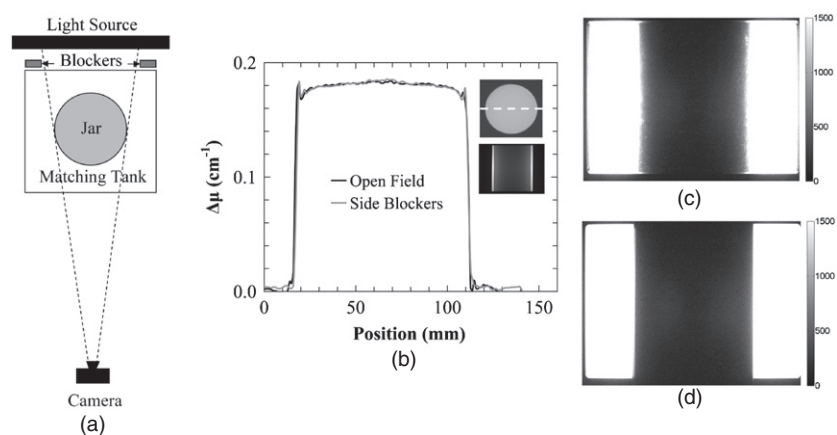 (a)
Light Source
Blockers
Jar
Matching Tank
Camera
0.2
0.1
0.0
Δμ (cm⁻¹)
Open Field
Side Blockers
0
50
100
150
Position (mm)
(b)
1500
1000
500
0
(c)
1500
1000
500
0
(d)